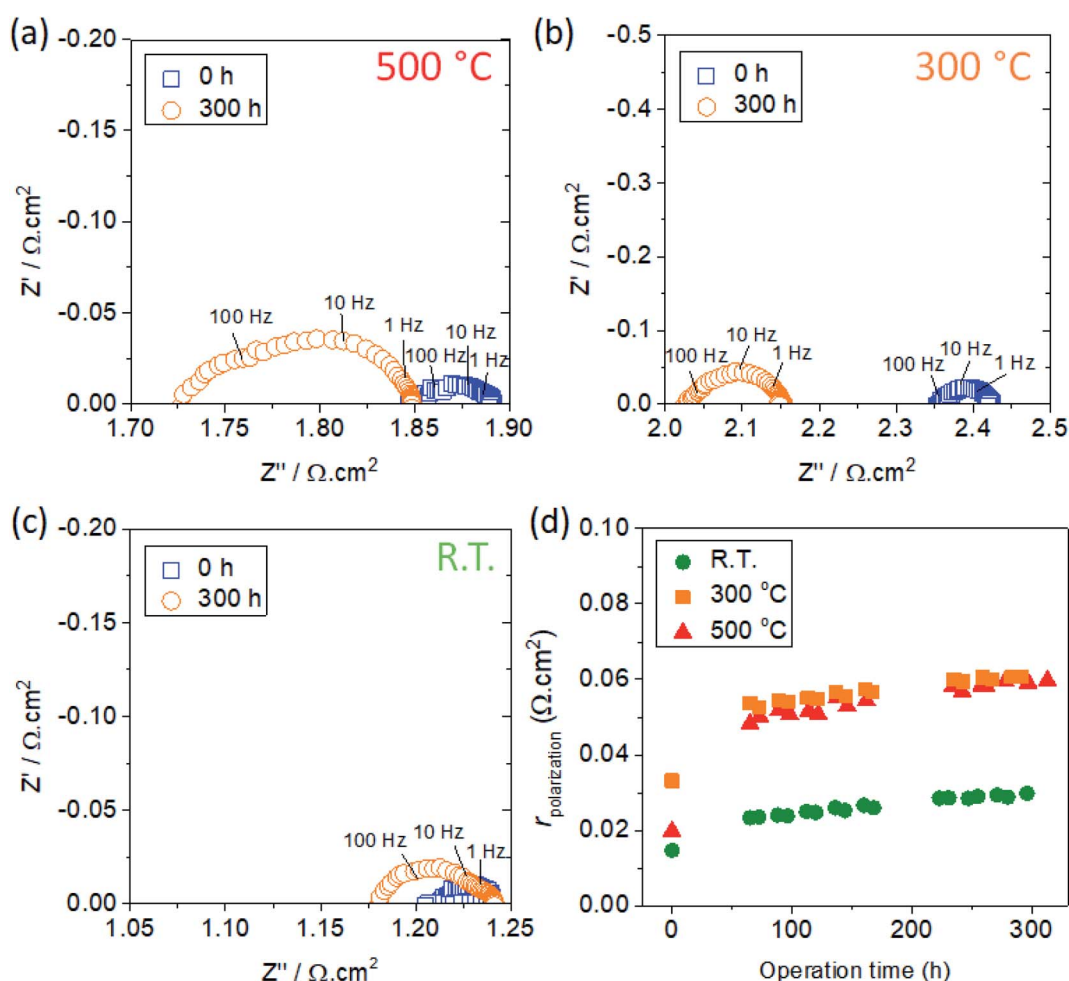 (a)
-0.20
-0.15
-0.10
-0.05
0.00
Z' / Ω.cm²
0 h
300 h
500 °C
100 Hz
10 Hz
1 Hz
100 Hz
10 Hz
1 Hz
1.70 1.75 1.80 1.85 1.90
Z'' / Ω.cm²
(b)
-0.5
-0.4
-0.3
-0.2
-0.1
0.0
Z' / Ω.cm²
0 h
300 h
300 °C
100 Hz
10 Hz
1 Hz
100 Hz
10 Hz
1 Hz
2.0 2.1 2.2 2.3 2.4 2.5
Z'' / Ω.cm²
(c)
-0.20
-0.15
-0.10
-0.05
0.00
Z' / Ω.cm²
0 h
300 h
R.T.
100 Hz
10 Hz
1 Hz
1.05 1.10 1.15 1.20 1.25
Z'' / Ω.cm²
(d)
0.10
0.08
0.06
0.04
0.02
0.00
r polarization (Ω.cm²)
R.T.
300 °C
500 °C
0 100 200 300
Operation time (h)